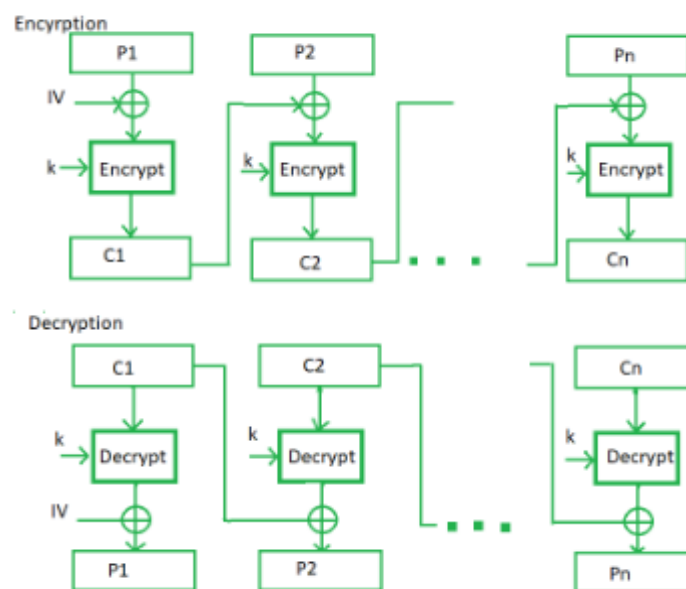 Encyrption
P1 P2 Pn
IV
k Encrypt k Encrypt k Encrypt
C1 C2 Cn
Decryption
C1 C2 Cn
k Decrypt k Decrypt k Decrypt
IV
P1 P2 Pn